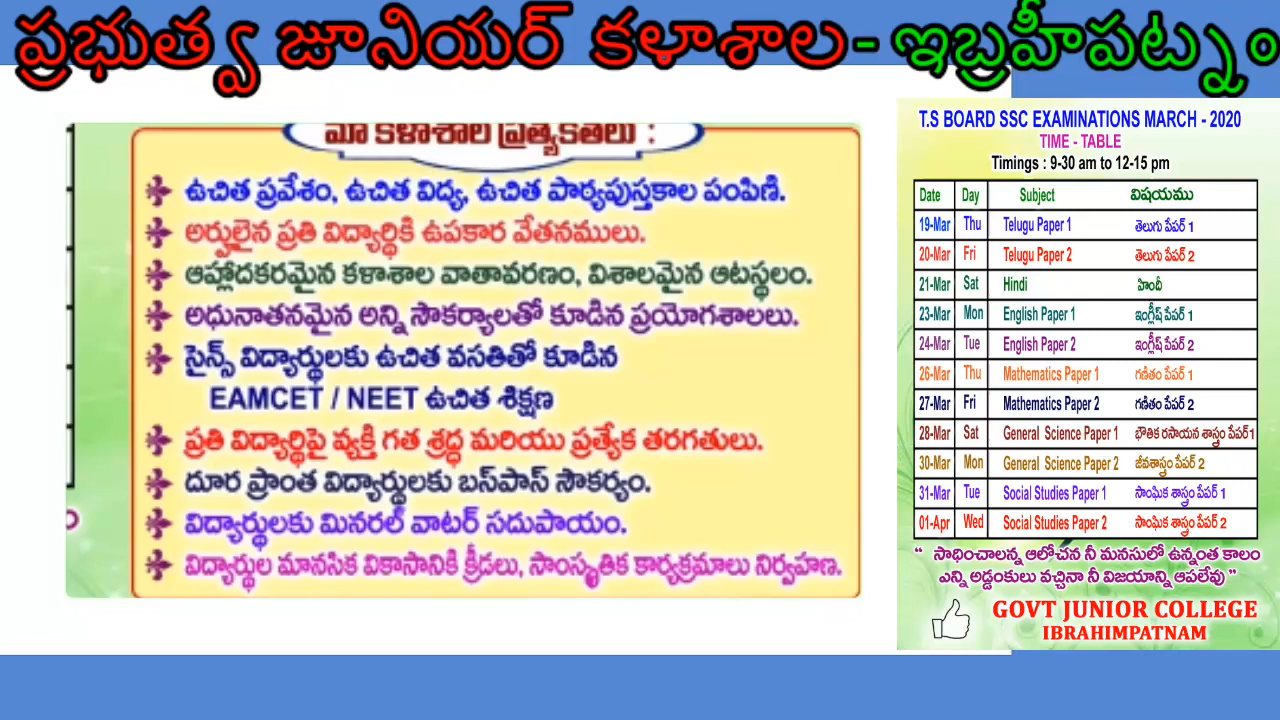 ప్రభుత్వ జూనియర్ కళాశాల- ఇబ్రహీంపట్నం
మా కళాశాల ప్రత్యేకతలు :
ఉచిత ప్రవేశం, ఉచిత విద్య, ఉచిత పాఠ్యపుస్తకాల పంపిణి.
అర్హులైన ప్రతి విద్యార్థికి ఉపకార వేతనములు.
ఆహ్లాదకరమైన కళాశాల వాతావరణం, విశాలమైన ఆటస్థలం.
అధునాతనమైన అన్ని సౌకర్యాలతో కూడిన ప్రయోగశాలలు.
సైన్స్ విద్యార్థులకు ఉచిత వసతితో కూడిన
EAMCET / NEET ఉచిత శిక్షణ
ప్రతి విద్యార్థిపై వ్యక్తి గత శ్రద్ధ మరియు ప్రత్యేక తరగతులు.
దూర ప్రాంత విద్యార్థులకు బస్‌పాస్ సౌకర్యం.
విద్యార్థులకు మినరల్ వాటర్ సదుపాయం.
విద్యార్థుల మానసిక వికాసానికి క్రీడలు, సాంస్కృతిక కార్యక్రమాలు నిర్వహణ.
T.S BOARD SSC EXAMINATIONS MARCH - 2020
TIME - TABLE
Timings : 9-30 am to 12-15 pm
Date Day Subject విషయము
19-Mar Thu Telugu Paper 1 తెలుగు పేపర్ 1
20-Mar Fri Telugu Paper 2 తెలుగు పేపర్ 2
21-Mar Sat Hindi హిందీ
23-Mar Mon English Paper 1 ఇంగ్లీష్ పేపర్ 1
24-Mar Tue English Paper 2 ఇంగ్లీష్ పేపర్ 2
26-Mar Thu Mathematics Paper 1 గణితం పేపర్ 1
27-Mar Fri Mathematics Paper 2 గణితం పేపర్ 2
28-Mar Sat General Science Paper 1 భౌతిక రసాయన శాస్త్రం పేపర్1
30-Mar Mon General Science Paper 2 జీవశాస్త్రం పేపర్ 2
31-Mar Tue Social Studies Paper 1 సాంఘిక శాస్త్రం పేపర్ 1
01-Apr Wed Social Studies Paper 2 సాంఘిక శాస్త్రం పేపర్ 2
“ సాధించాలన్న ఆలోచన నీ మనసులో ఉన్నంత కాలం
ఎన్ని అడ్డంకులు వచ్చినా నీ విజయాన్ని ఆపలేవు ”
GOVT JUNIOR COLLEGE
IBRAHIMPATNAM